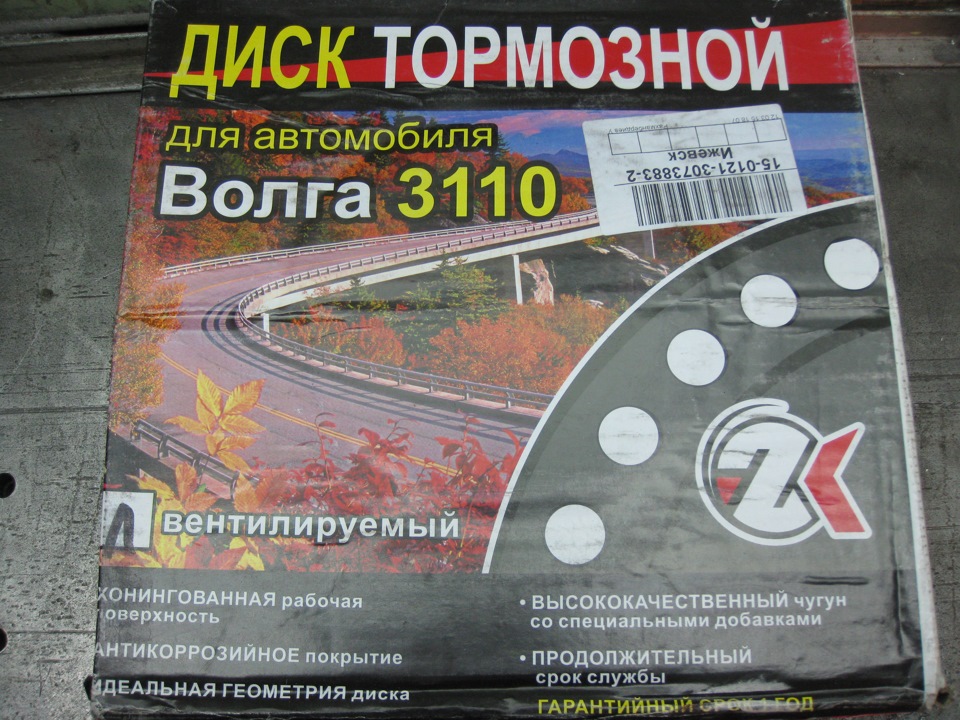 ДИСК ТОРМОЗНОЙ
для автомобиля
Волга 3110
15-0121-3073883-2
Ижевск
вентилируемый
ХОНИНГОВАННАЯ рабочая
поверхность
АНТИКОРРОЗИЙНОЕ покрытие
ИДЕАЛЬНАЯ ГЕОМЕТРИЯ диска
• ВЫСОКОКАЧЕСТВЕННЫЙ чугун
со специальными добавками
• ПРОДОЛЖИТЕЛЬНЫЙ
срок службы
ГАРАНТИЙНЫЙ СРОК 1 ГОД